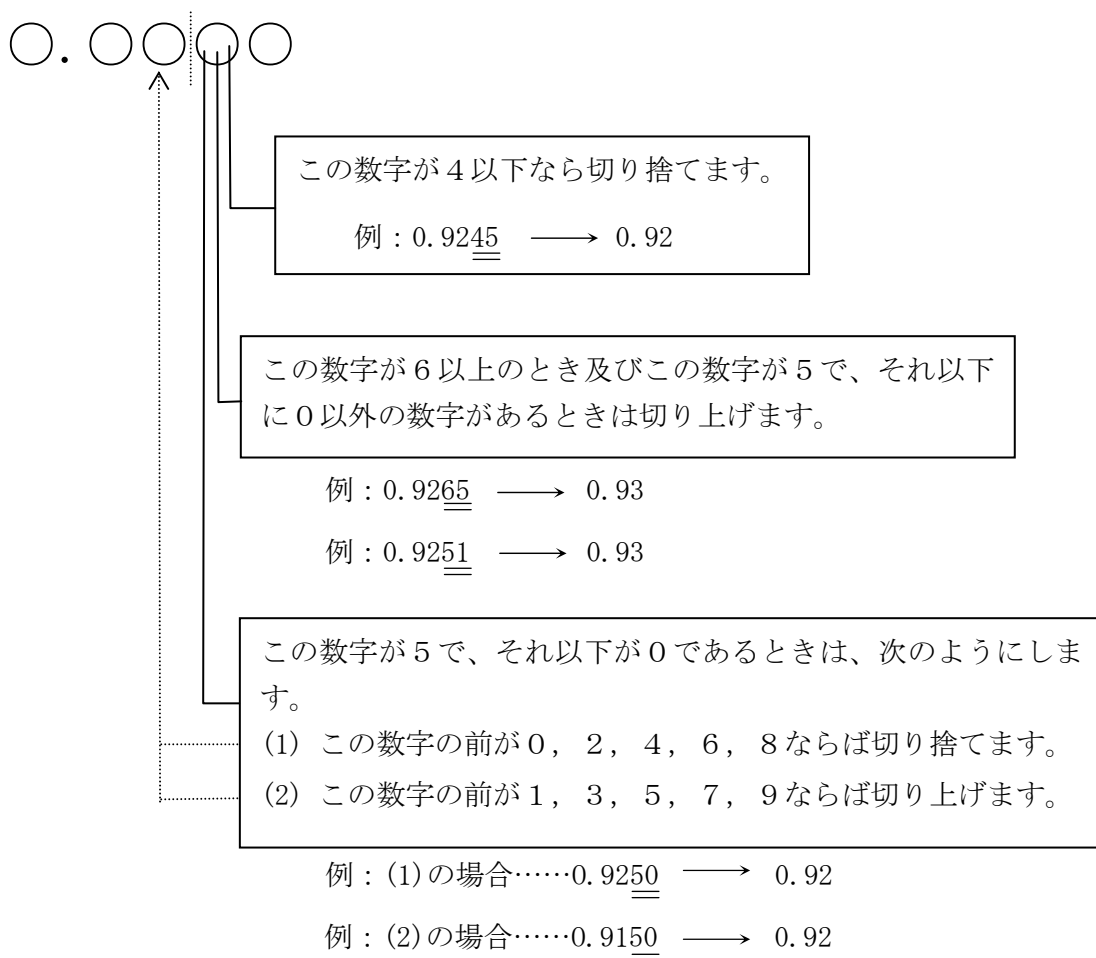 ○.○○○○
この数字が４以下なら切り捨てます。
例：0.9245 ⟶ 0.92
この数字が６以上のとき及びこの数字が５で、それ以下
に０以外の数字があるときは切り上げます。
例：0.9265 ⟶ 0.93
例：0.9251 ⟶ 0.93
この数字が５で、それ以下が０であるときは、次のようにしま
す。
(1) この数字の前が０，２，４，６，８ならば切り捨てます。
(2) この数字の前が１，３，５，７，９ならば切り上げます。
例：(1)の場合……0.9250 ⟶ 0.92
例：(2)の場合……0.9150 ⟶ 0.92